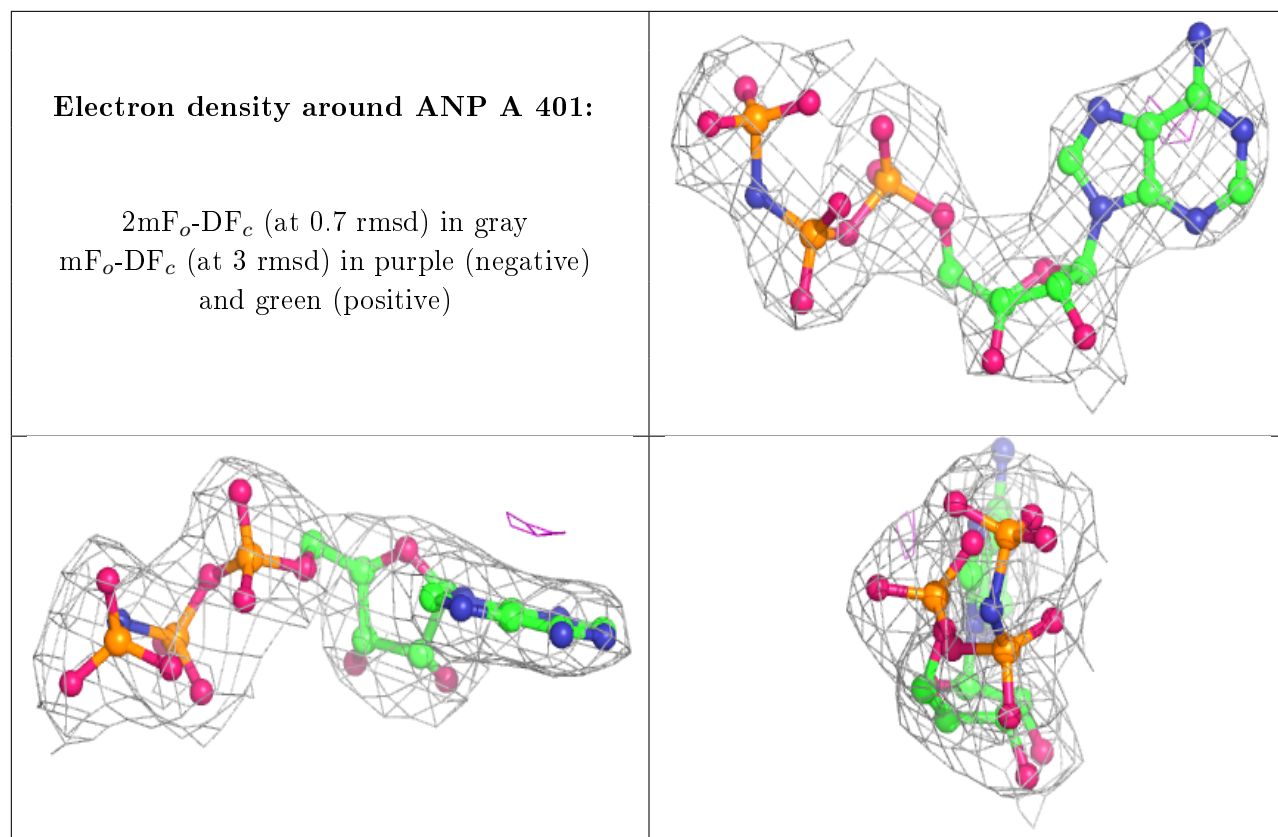 Electron density around ANP A 401:
2mFo-DFc (at 0.7 rmsd) in gray
mFo-DFc (at 3 rmsd) in purple (negative)
and green (positive)